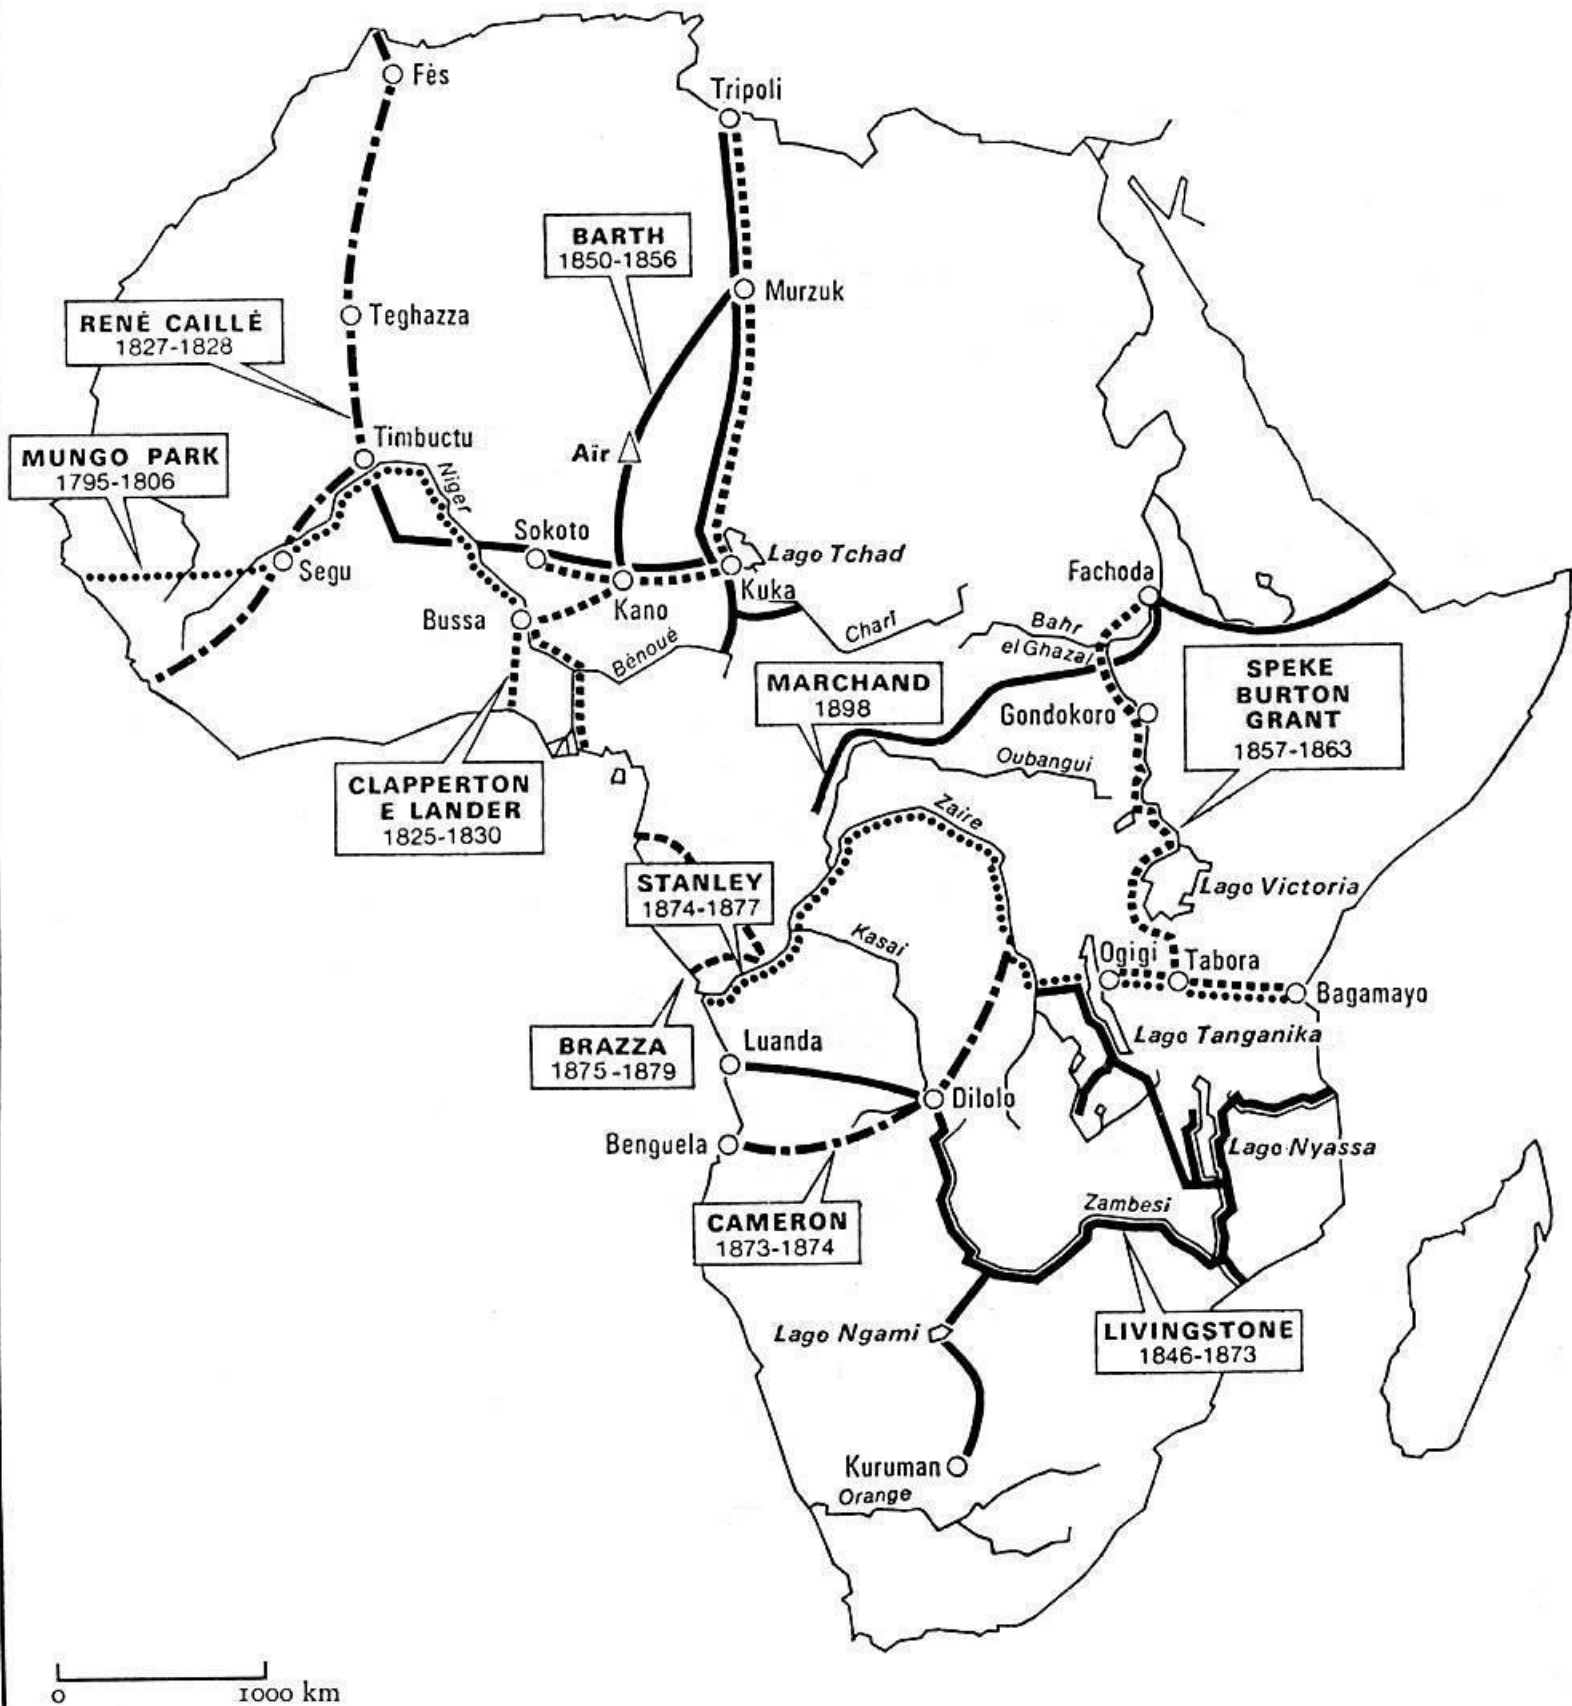 Fès
Tripoli
BARTH
1850-1856
Murzuk
RENÉ CAILLÉ
1827-1828
Teghazza
Timbuctu
MUNGO PARK
1795-1806
Niger
Aïr
Sokoto
Lago Tchad
Segu
Kuka
Fachoda
Bussa
Kano
Chari
Bahr
el Ghazal
Bénoué
MARCHAND
1898
SPEKE
BURTON
GRANT
1857-1863
Gondokoro
Oubangui
CLAPPERTON
E LANDER
1825-1830
Zaire
STANLEY
1874-1877
Lago Victoria
Kasai
Ogigi
Tabora
Bagamayo
BRAZZA
1875-1879
Luanda
Lago Tanganika
Dilolo
Benguela
Lago Nyassa
CAMERON
1873-1874
Zambesi
Lago Ngami
LIVINGSTONE
1846-1873
Kuruman
Orange
0 1000 km